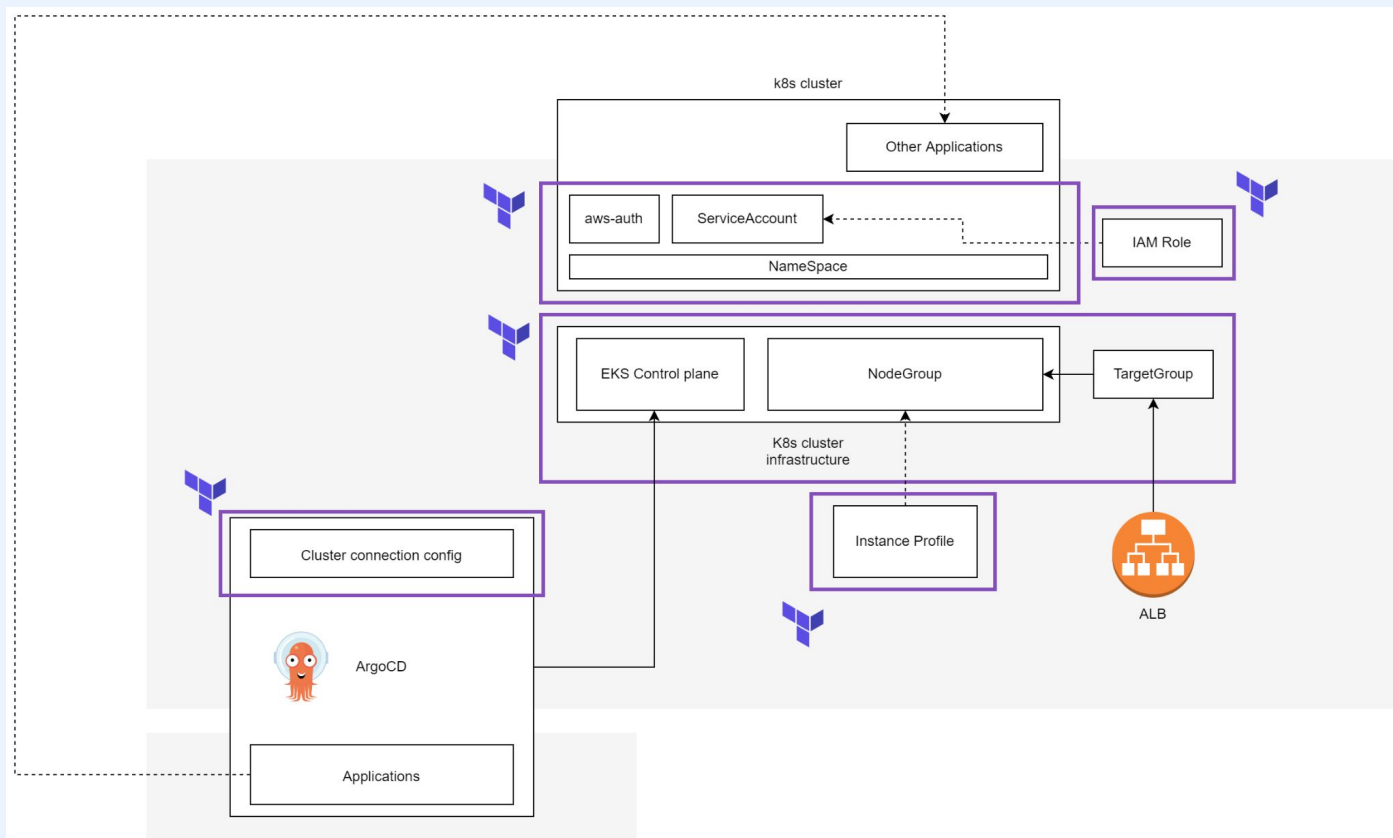 k8s cluster
Other Applications
aws-auth
ServiceAccount
IAM Role
NameSpace
EKS Control plane
NodeGroup
TargetGroup
K8s cluster
infrastructure
Instance Profile
Cluster connection config
ALB
ArgoCD
Applications